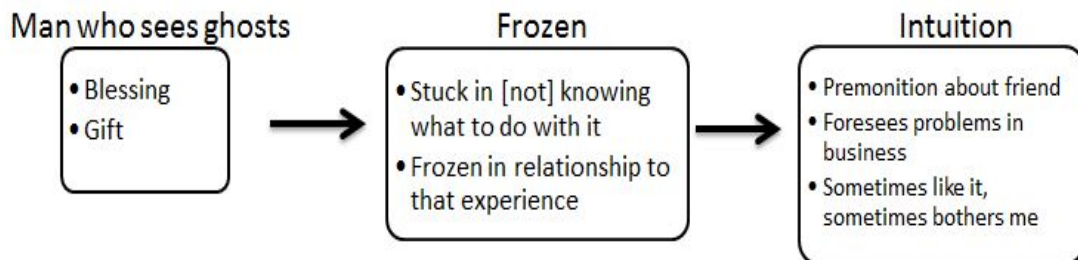 Man who sees ghosts
• Blessing
• Gift
Frozen
• Stuck in [not] knowing
what to do with it
• Frozen in relationship to
that experience
Intuition
• Premonition about friend
• Foresees problems in
business
• Sometimes like it,
sometimes bothers me